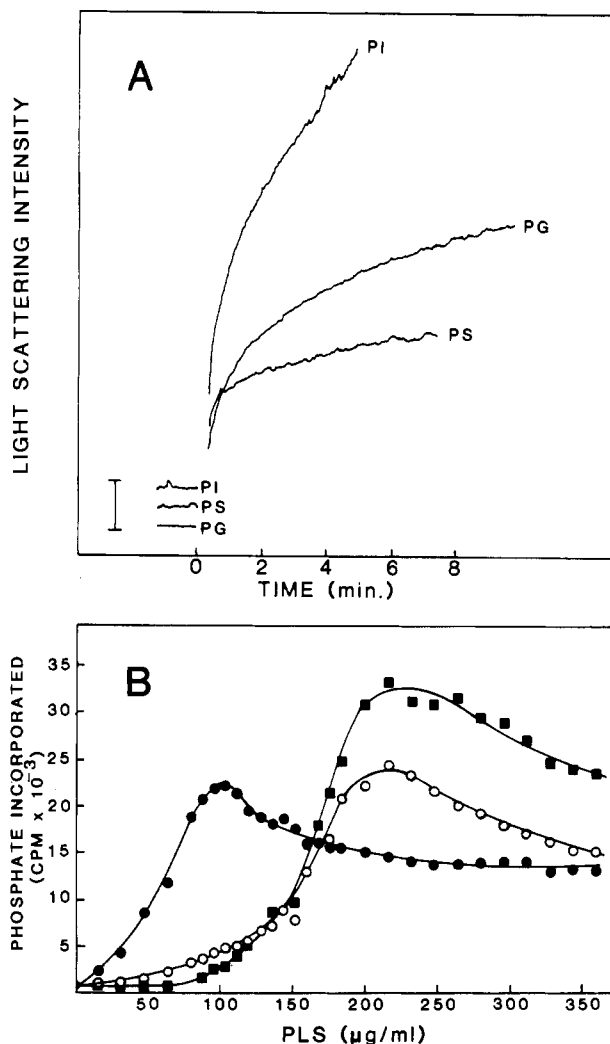 A
LIGHT SCATTERING INTENSITY
PI
PG
PS
PI
PS
PG
0 2 4 6 8
TIME (min.)
B
PHOSPHATE INCORPORATED
(CPM x 10⁻³)
35
30
25
20
15
10
5
50 100 150 200 250 300 350
PLS (µg/ml)